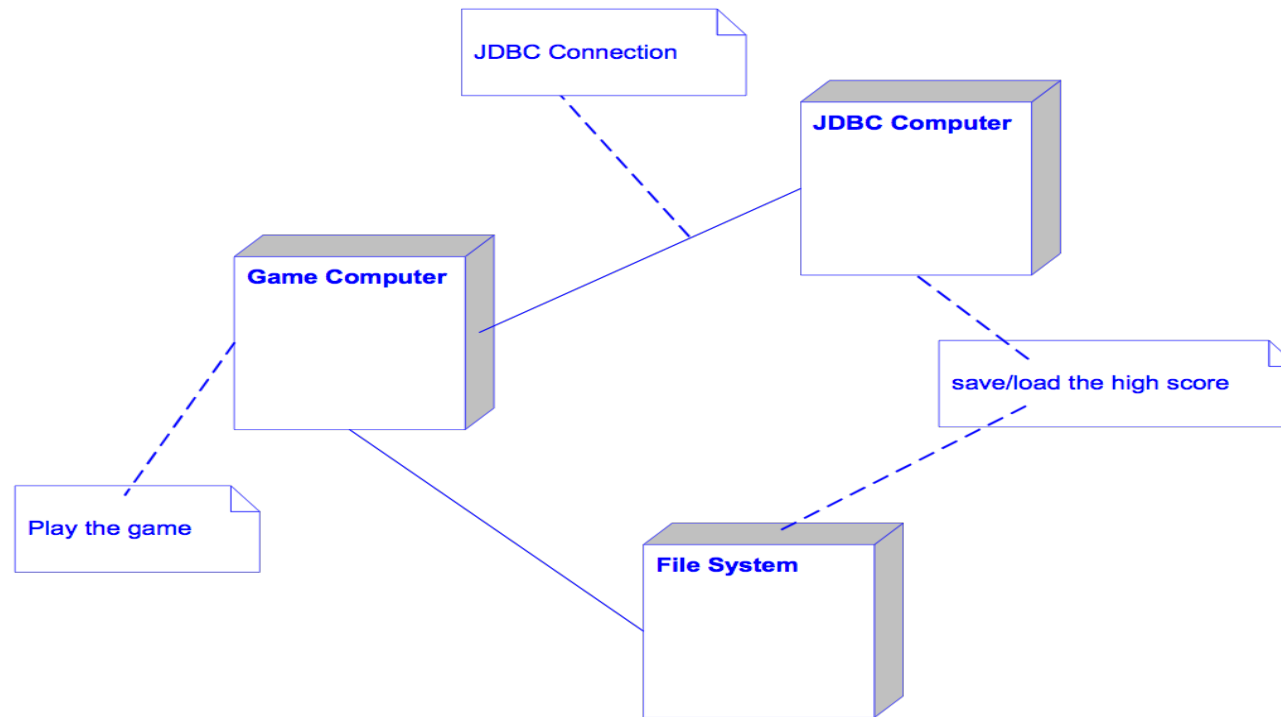 JDBC Connection
JDBC Computer
Game Computer
save/load the high score
Play the game
File System